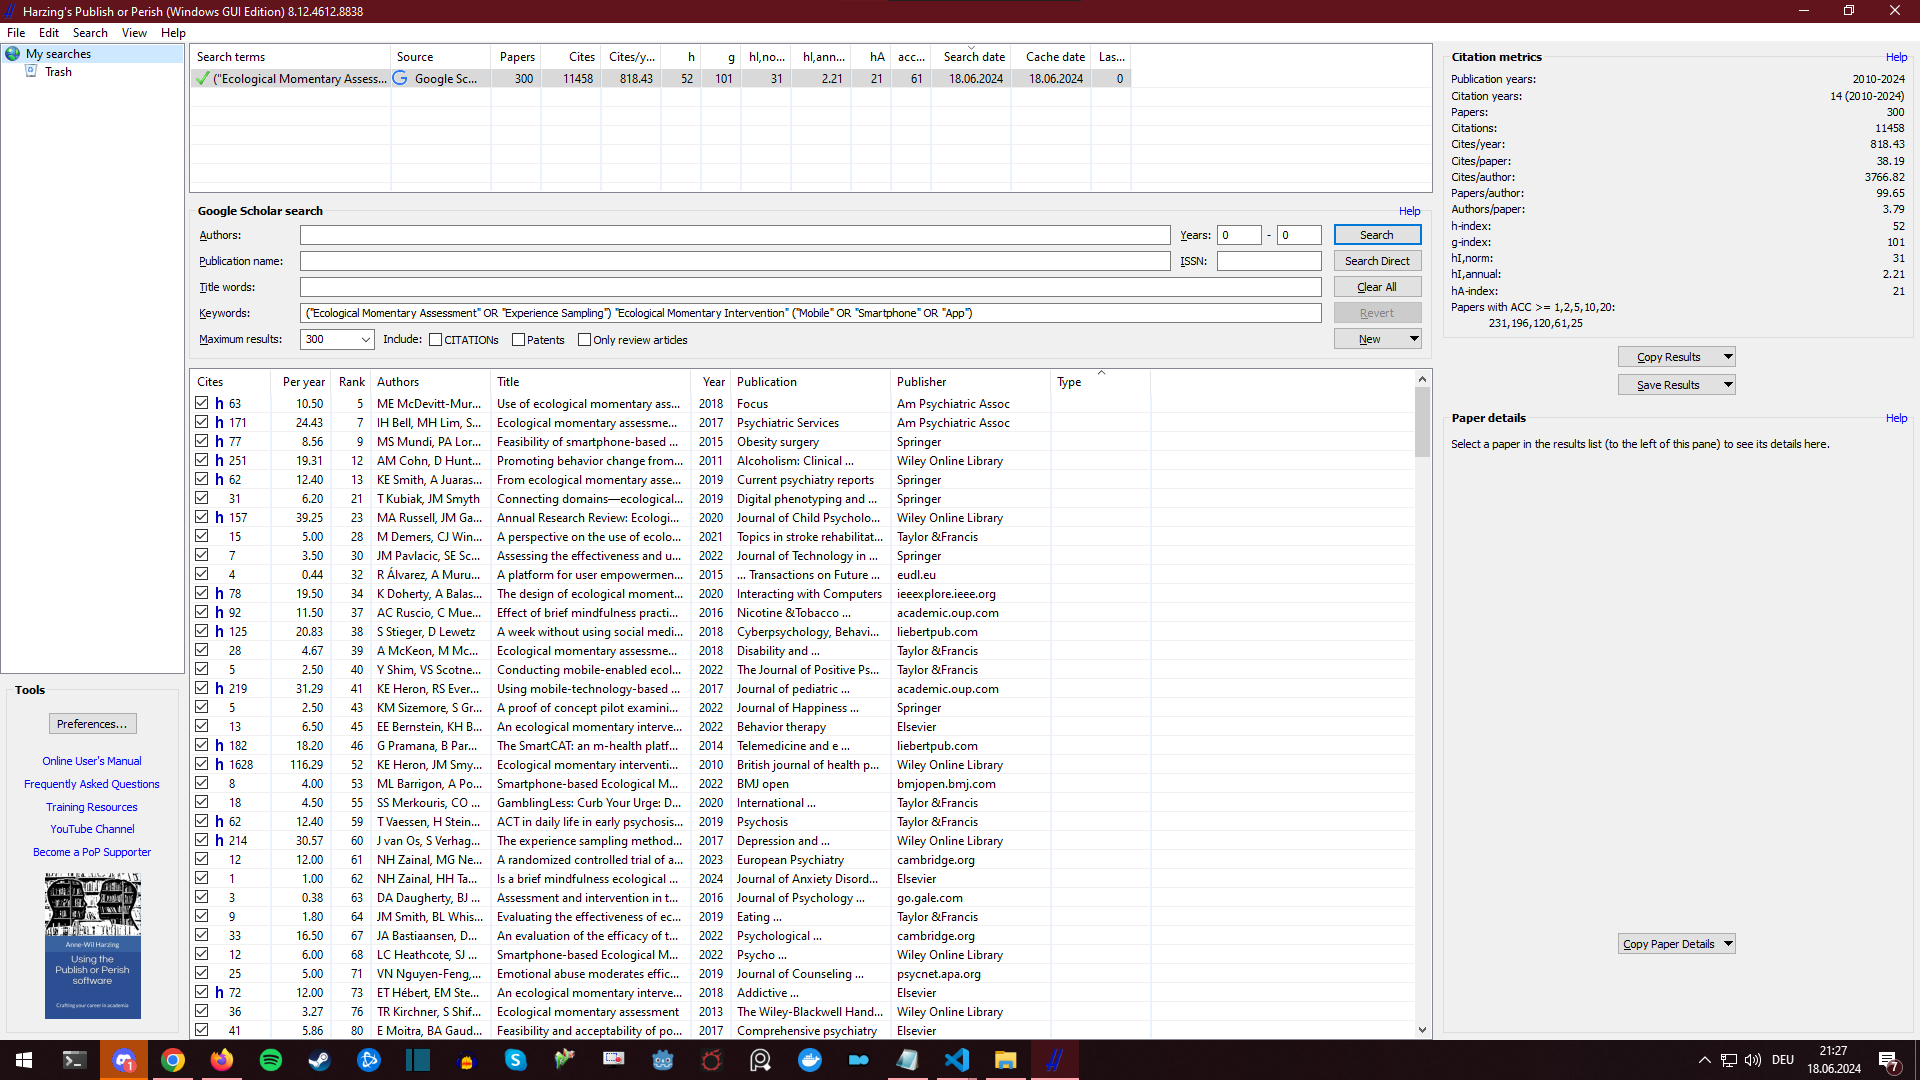 Harzing's Publish or Perish (Windows GUI Edition) 8.12.4612.8838
File Edit Search View Help
My searches
Trash
Search terms Source Papers Cites Cites/y... h g hI,no... hI,ann... hA acc... Search date Cache date Las...
("Ecological Momentary Assess... Google Sc... 300 11458 818.43 52 101 31 2.21 21 61 18.06.2024 18.06.2024 0
Google Scholar search Help
Authors: Years: 0 - 0 Search
Publication name: ISSN: Search Direct
Title words: Clear All
Keywords: ("Ecological Momentary Assessment" OR "Experience Sampling") "Ecological Momentary Intervention" ("Mobile" OR "Smartphone" OR "App") Revert
Maximum results: 300 Include: CITATIONs Patents Only review articles New
Cites Per year Rank Authors Title Year Publication Publisher Type
h 63 10.50 5 ME McDevitt-Mur... Use of ecological momentary ass... 2018 Focus Am Psychiatric Assoc
h 171 24.43 7 IH Bell, MH Lim, S... Ecological momentary assessme... 2017 Psychiatric Services Am Psychiatric Assoc
h 77 8.56 9 MS Mundi, PA Lor... Feasibility of smartphone-based ... 2015 Obesity surgery Springer
h 251 19.31 12 AM Cohn, D Hunt... Promoting behavior change from... 2011 Alcoholism: Clinical ... Wiley Online Library
h 62 12.40 13 KE Smith, A Juaras... From ecological momentary asse... 2019 Current psychiatry reports Springer
31 6.20 21 T Kubiak, JM Smyth Connecting domains—ecological... 2019 Digital phenotyping and ... Springer
h 157 39.25 23 MA Russell, JM Ga... Annual Research Review: Ecologi... 2020 Journal of Child Psycholo... Wiley Online Library
15 5.00 28 M Demers, CJ Win... A perspective on the use of ecolo... 2021 Topics in stroke rehabilitat... Taylor &Francis
7 3.50 30 JM Pavlacic, SE Sc... Assessing the effectiveness and u... 2022 Journal of Technology in ... Springer
4 0.44 32 R Álvarez, A Muru... A platform for user empowermen... 2015 ... Transactions on Future ... eudl.eu
h 78 19.50 34 K Doherty, A Balas... The design of ecological moment... 2020 Interacting with Computers ieeexplore.ieee.org
h 92 11.50 37 AC Ruscio, C Mue... Effect of brief mindfulness practi... 2016 Nicotine &Tobacco ... academic.oup.com
h 125 20.83 38 S Stieger, D Lewetz A week without using social medi... 2018 Cyberpsychology, Behavi... liebertpub.com
28 4.67 39 A McKeon, M Mc... Ecological momentary assessme... 2018 Disability and ... Taylor &Francis
5 2.50 40 Y Shim, VS Scotne... Conducting mobile-enabled ecol... 2022 The Journal of Positive Ps... Taylor &Francis
h 219 31.29 41 KE Heron, RS Ever... Using mobile-technology-based ... 2017 Journal of pediatric ... academic.oup.com
5 2.50 43 KM Sizemore, S Gr... A proof of concept pilot examini... 2022 Journal of Happiness ... Springer
13 6.50 45 EE Bernstein, KH B... An ecological momentary interve... 2022 Behavior therapy Elsevier
h 182 18.20 46 G Pramana, B Par... The SmartCAT: an m-health platf... 2014 Telemedicine and e ... liebertpub.com
h 1628 116.29 52 KE Heron, JM Smy... Ecological momentary interventi... 2010 British journal of health p... Wiley Online Library
8 4.00 53 ML Barrigon, A Po... Smartphone-based Ecological M... 2022 BMJ open bmjopen.bmj.com
18 4.50 55 SS Merkouris, CO ... GamblingLess: Curb Your Urge: D... 2020 International ... Taylor &Francis
h 62 12.40 59 T Vaessen, H Stein... ACT in daily life in early psychosis... 2019 Psychosis Taylor &Francis
h 214 30.57 60 J van Os, S Verhag... The experience sampling method... 2017 Depression and ... Wiley Online Library
12 12.00 61 NH Zainal, MG Ne... A randomized controlled trial of a... 2023 European Psychiatry cambridge.org
1 1.00 62 NH Zainal, HH Ta... Is a brief mindfulness ecological ... 2024 Journal of Anxiety Disord... Elsevier
3 0.38 63 DA Daugherty, BJ ... Assessment and intervention in t... 2016 Journal of Psychology ... go.gale.com
9 1.80 64 JM Smith, BL Whis... Evaluating the effectiveness of ec... 2019 Eating ... Taylor &Francis
33 16.50 67 JA Bastiaansen, D... An evaluation of the efficacy of t... 2022 Psychological ... cambridge.org
12 6.00 68 LC Heathcote, SJ ... Smartphone-based Ecological M... 2022 Psycho ... Wiley Online Library
25 5.00 71 VN Nguyen-Feng,... Emotional abuse moderates effic... 2019 Journal of Counseling ... psycnet.apa.org
h 72 12.00 73 ET Hébert, EM Ste... An ecological momentary interve... 2018 Addictive ... Elsevier
36 3.27 76 TR Kirchner, S Shif... Ecological momentary assessment 2013 The Wiley-Blackwell Hand... Wiley Online Library
41 5.86 80 E Moitra, BA Gaud... Feasibility and acceptability of po... 2017 Comprehensive psychiatry Elsevier
Citation metrics Help
Publication years: 2010-2024
Citation years: 14 (2010-2024)
Papers: 300
Citations: 11458
Cites/year: 818.43
Cites/paper: 38.19
Cites/author: 3766.82
Papers/author: 99.65
Authors/paper: 3.79
h-index: 52
g-index: 101
hI,norm: 31
hI,annual: 2.21
hA-index: 21
Papers with ACC >= 1,2,5,10,20:
231,196,120,61,25
Copy Results
Save Results
Paper details Help
Select a paper in the results list (to the left of this pane) to see its details here.
Copy Paper Details
Tools
Preferences...
Online User's Manual
Frequently Asked Questions
Training Resources
YouTube Channel
Become a PoP Supporter
Anne-Wil Harzing
Using the
Publish or Perish
software
Crafting your career in academia
1
DEU
21:27
18.06.2024
7